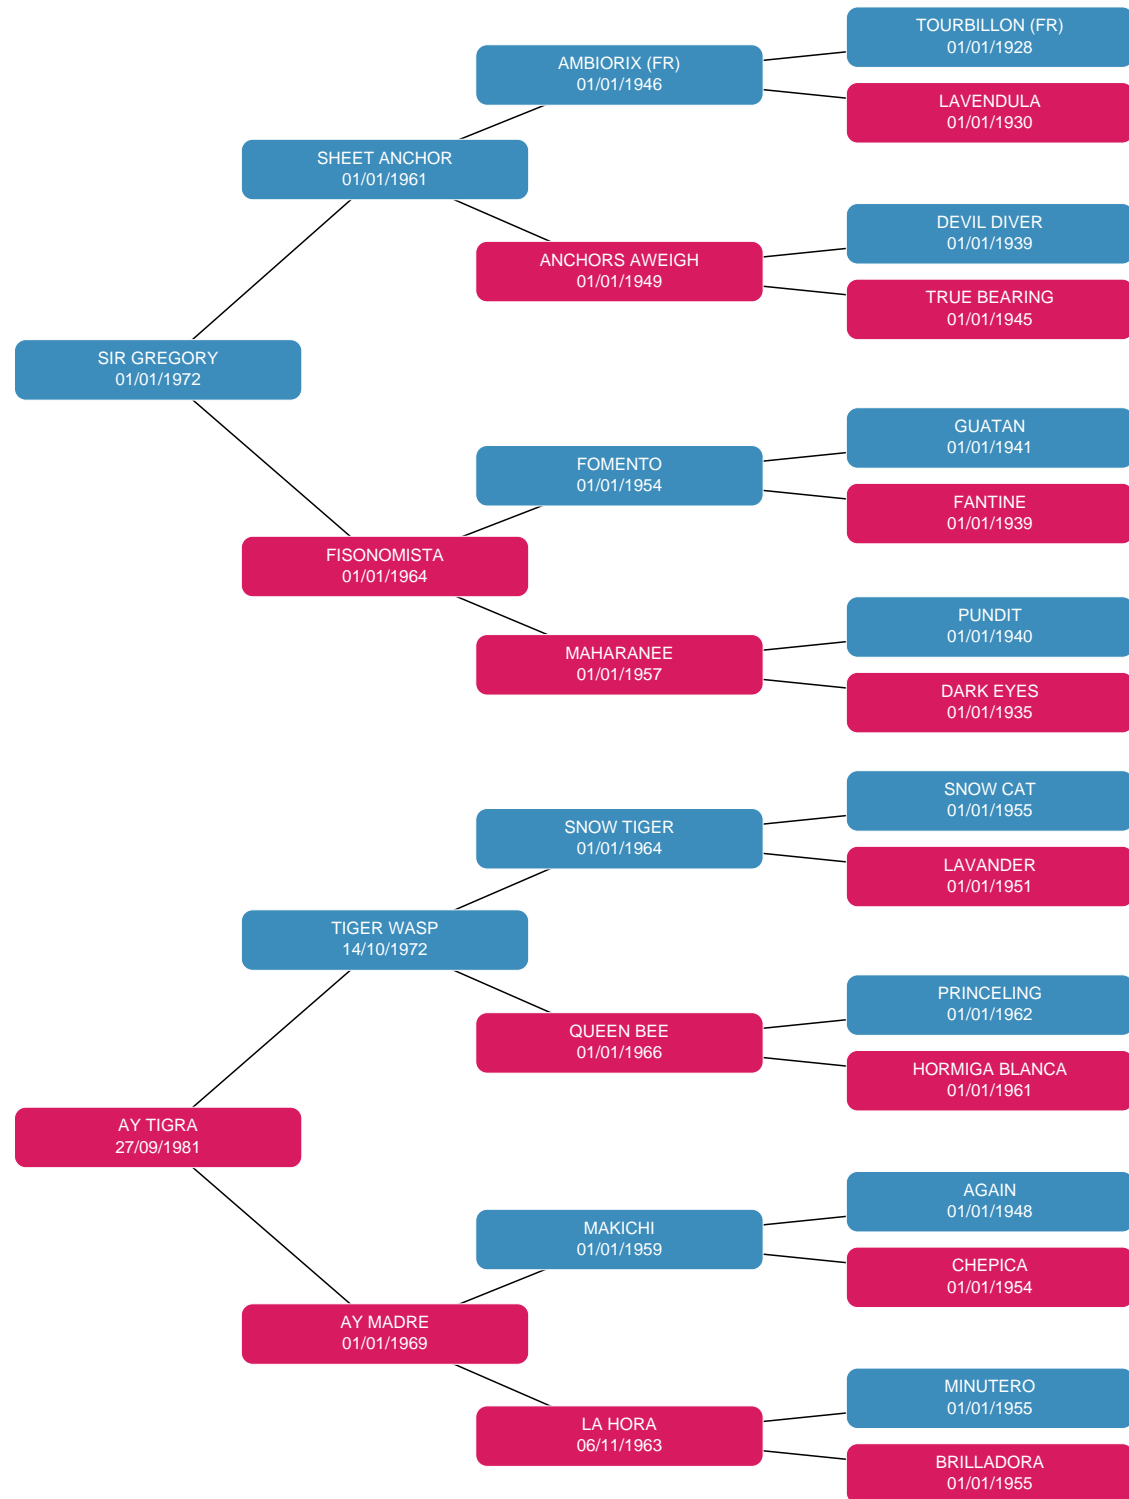 TOURBILLON (FR)
01/01/1928
AMBIORIX (FR)
01/01/1946
LAVENDULA
01/01/1930
SHEET ANCHOR
01/01/1961
DEVIL DIVER
01/01/1939
ANCHORS AWEIGH
01/01/1949
TRUE BEARING
01/01/1945
SIR GREGORY
01/01/1972
GUATAN
01/01/1941
FOMENTO
01/01/1954
FANTINE
01/01/1939
FISONOMISTA
01/01/1964
PUNDIT
01/01/1940
MAHARANEE
01/01/1957
DARK EYES
01/01/1935
SNOW CAT
01/01/1955
SNOW TIGER
01/01/1964
LAVANDER
01/01/1951
TIGER WASP
14/10/1972
PRINCELING
01/01/1962
QUEEN BEE
01/01/1966
HORMIGA BLANCA
01/01/1961
AY TIGRA
27/09/1981
AGAIN
01/01/1948
MAKICHI
01/01/1959
CHEPICA
01/01/1954
AY MADRE
01/01/1969
MINUTERO
01/01/1955
LA HORA
06/11/1963
BRILLADORA
01/01/1955